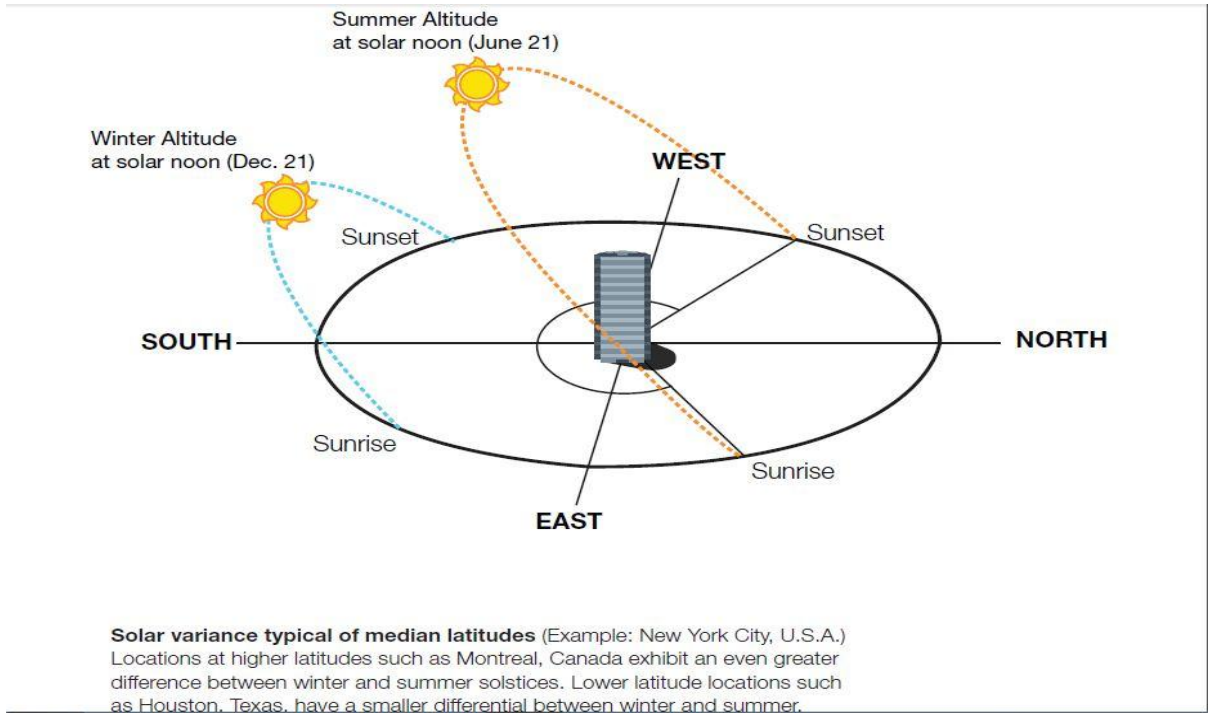 Summer Altitude
at solar noon (June 21)
Winter Altitude
at solar noon (Dec. 21)
WEST
Sunset
Sunset
SOUTH
NORTH
Sunrise
Sunrise
EAST
Solar variance typical of median latitudes (Example: New York City, U.S.A.)
Locations at higher latitudes such as Montreal, Canada exhibit an even greater
difference between winter and summer solstices. Lower latitude locations such
as Houston, Texas, have a smaller differential between winter and summer.